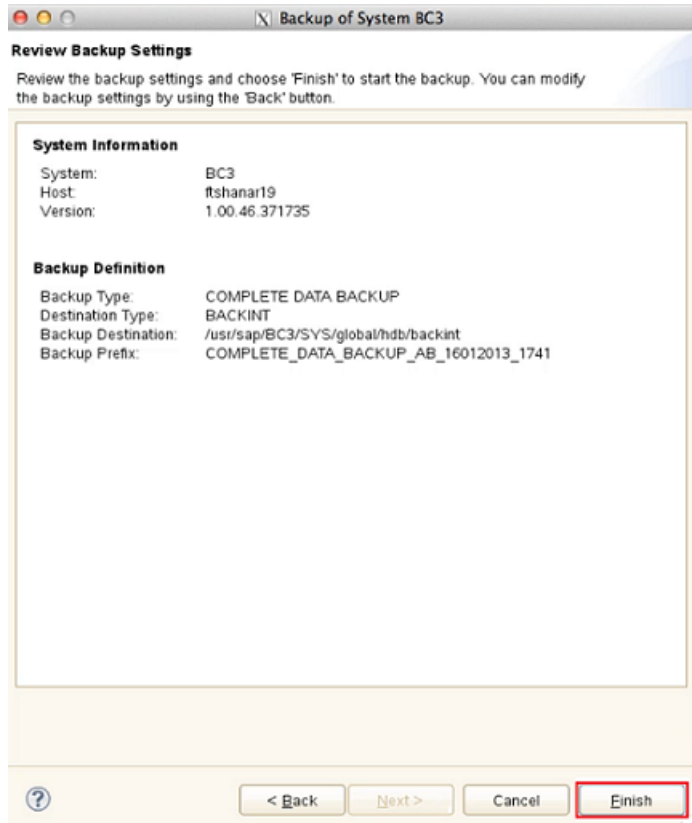 Backup of System BC3
Review Backup Settings
Review the backup settings and choose 'Finish' to start the backup. You can modify
the backup settings by using the 'Back' button.
System Information
System: BC3
Host: ftshanar19
Version: 1.00.46.371735
Backup Definition
Backup Type: COMPLETE DATA BACKUP
Destination Type: BACKINT
Backup Destination: /usr/sap/BC3/SYS/global/hdb/backint
Backup Prefix: COMPLETE_DATA_BACKUP_AB_16012013_1741
? < Back Next > Cancel Finish